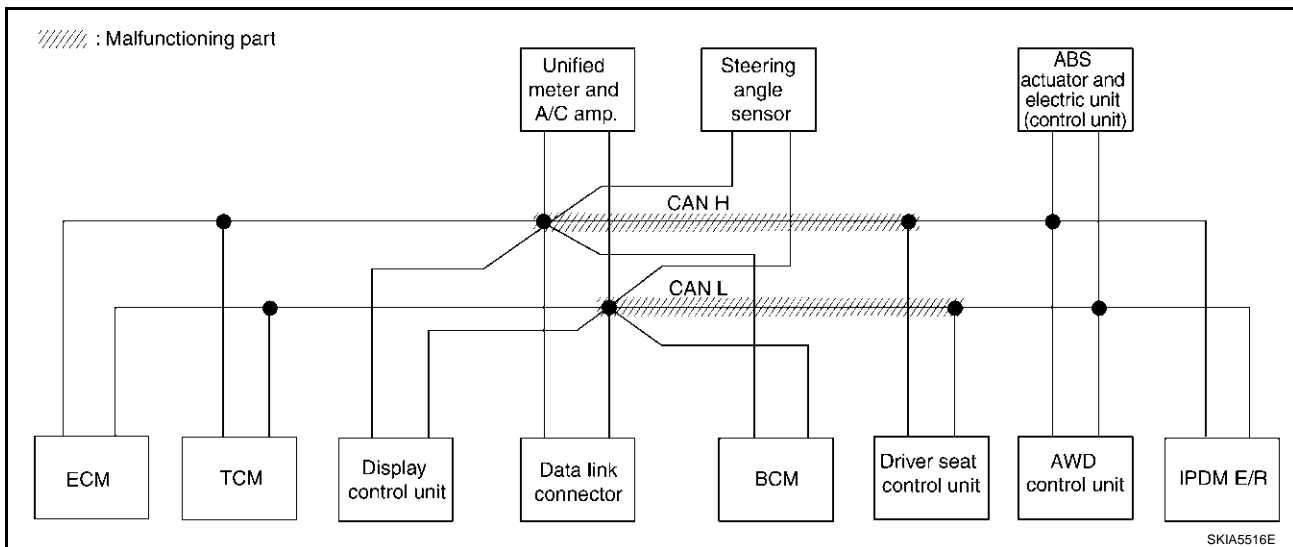 : Malfunctioning part
Unified
meter and
A/C amp.
Steering
angle
sensor
ABS
actuator and
electric unit
(control unit)
CAN H
CAN L
ECM
TCM
Display
control unit
Data link
connector
BCM
Driver seat
control unit
AWD
control unit
IPDM E/R
SKIA5516E